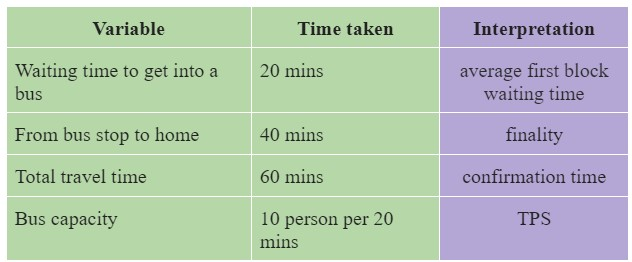 Variable Time taken Interpretation
Waiting time to get into a 20 mins average first block
bus waiting time
From bus stop to home 40 mins finality
Total travel time 60 mins confirmation time
Bus capacity 10 person per 20 TPS
mins